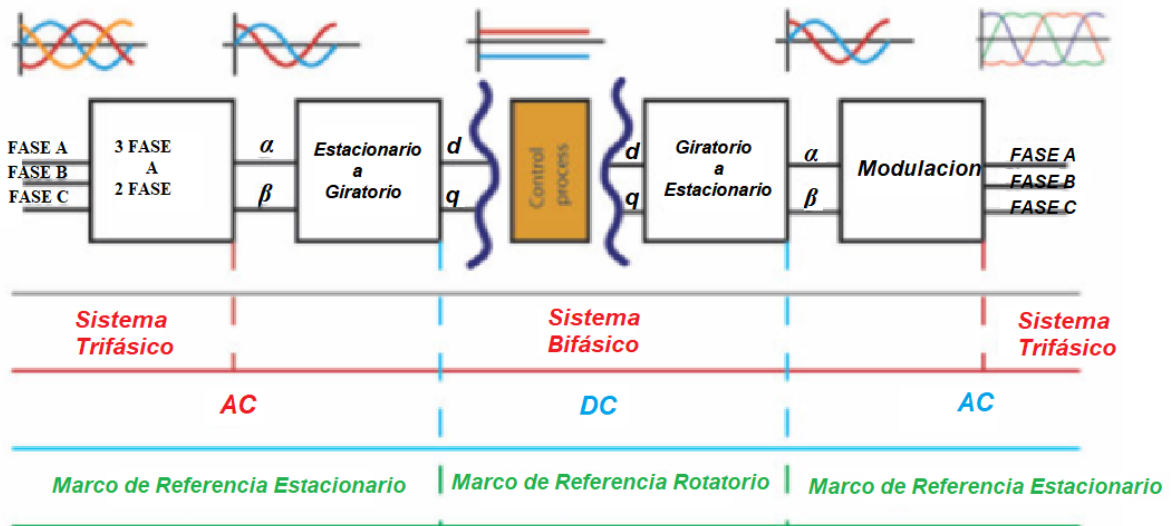 FASE A
FASE B
FASE C
3 FASE
A
2 FASE
α
β
Estacionario
a
Giratorio
d
q
Control
process
d
q
Giratorio
a
Estacionario
α
β
Modulacion
FASE A
FASE B
FASE C
Sistema
Trifásico
Sistema
Bifásico
Sistema
Trifásico
AC
DC
AC
Marco de Referencia Estacionario
Marco de Referencia Rotatorio
Marco de Referencia Estacionario